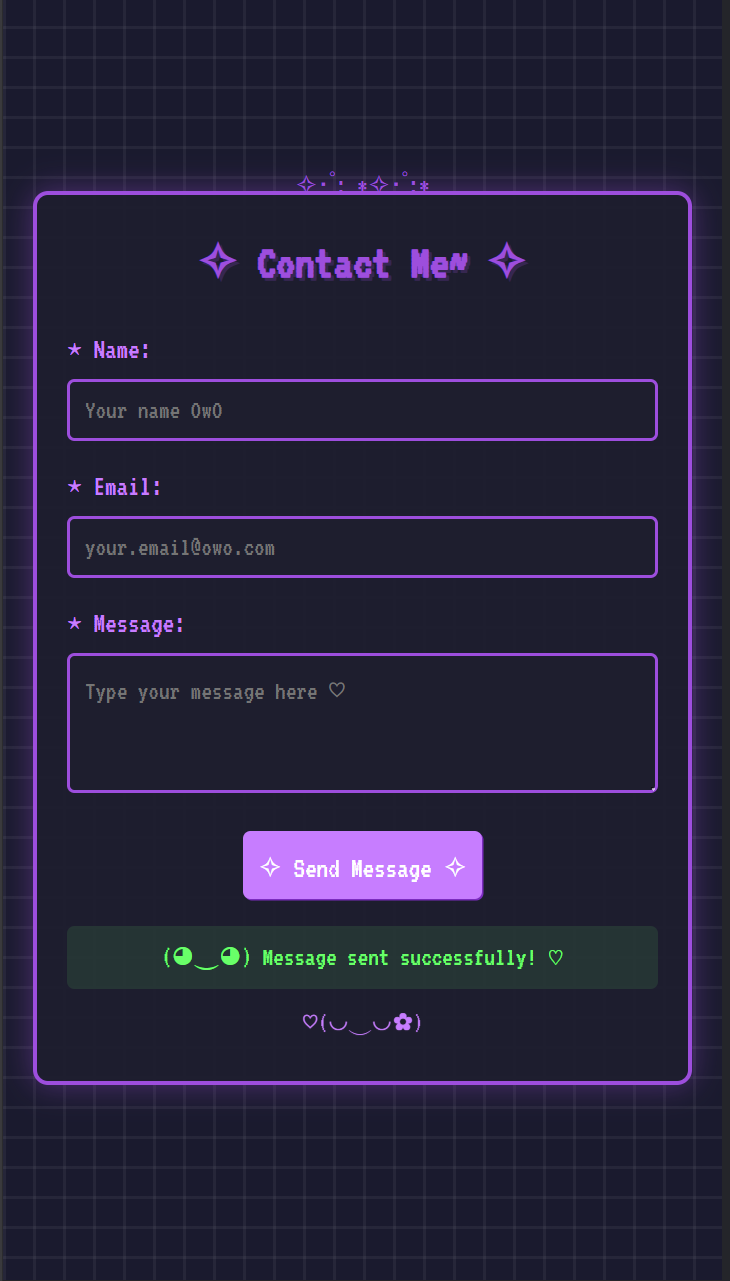 ✧･ﾟ: *✧･ﾟ:*
✧ Contact Me ✧
★ Name:
Your name OwO
★ Email:
your.email@owo.com
★ Message:
Type your message here ♡
✧ Send Message ✧
(◕‿◕) Message sent successfully! ♡
♡(◡‿◡✿)